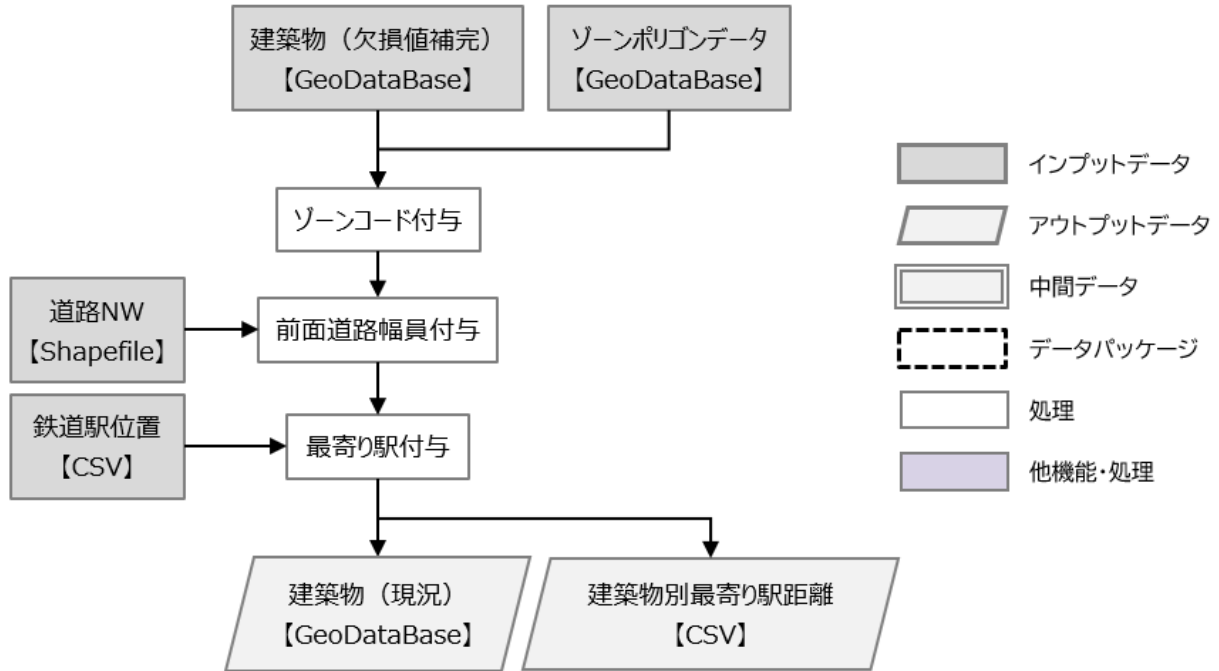 建築物（欠損値補完）
【GeoDataBase】
ゾーンポリゴンデータ
【GeoDataBase】
ゾーンコード付与
道路NW
【Shapefile】
前面道路幅員付与
鉄道駅位置
【CSV】
最寄り駅付与
建築物（現況）
【GeoDataBase】
建築物別最寄り駅距離
【CSV】
インプットデータ
アウトプットデータ
中間データ
データパッケージ
処理
他機能・処理